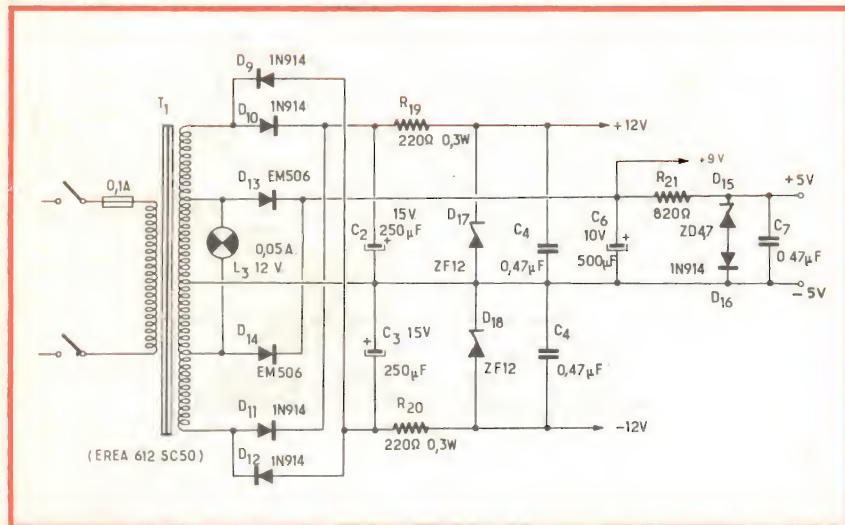 D9 1N914
T1
D10 1N914
R19
220Ω 0,3W
+12V
+9V
0,1A
D13 EM506
R21
820Ω
D15
+5V
15V
250µF
C2
+
D17
ZF12
C4
0,47µF
C6
10V
500µF
+
ZD4,7
C7
0,47µF
L3
0,05A
12 V.
1N914
D16
-5V
D14
EM506
C3 15V
+
250µF
D18
ZF12
C4
0,47µF
D11 1N914
R20
220Ω 0,3W
-12V
(EREA 612 SC50)
D12 1N914